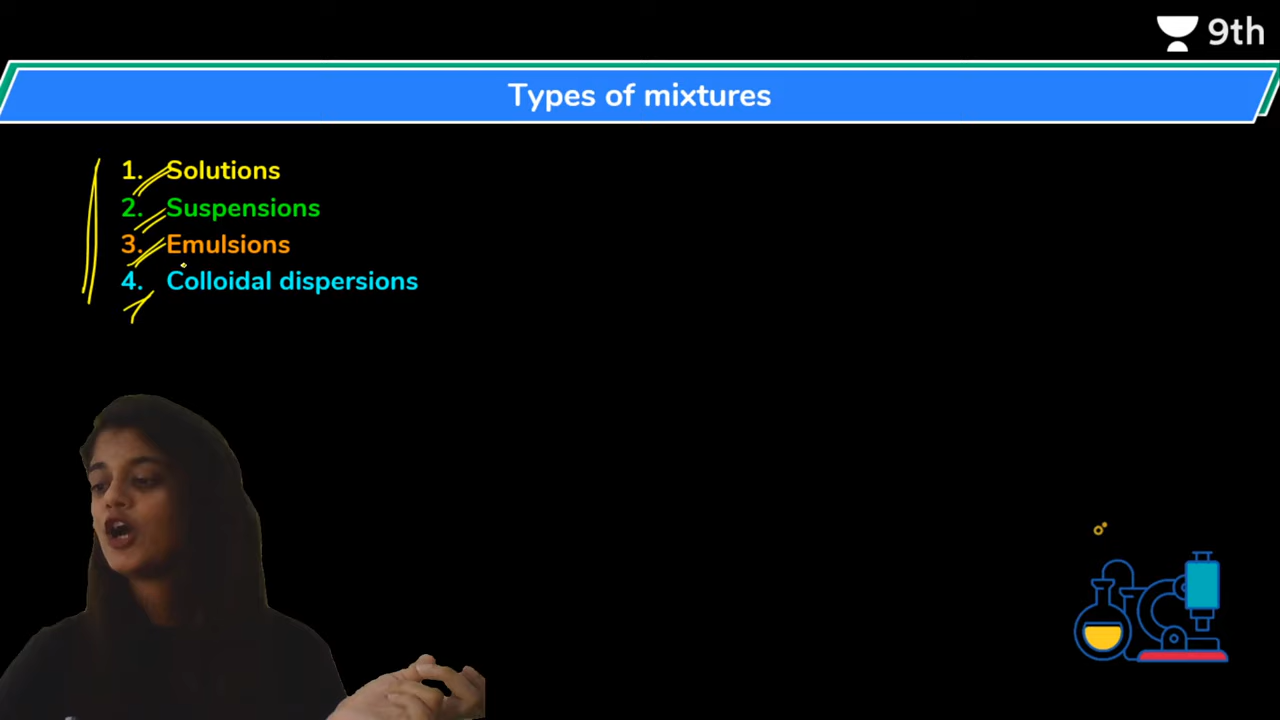 9th
Types of mixtures
1. Solutions
2. Suspensions
3. Emulsions
4. Colloidal dispersions